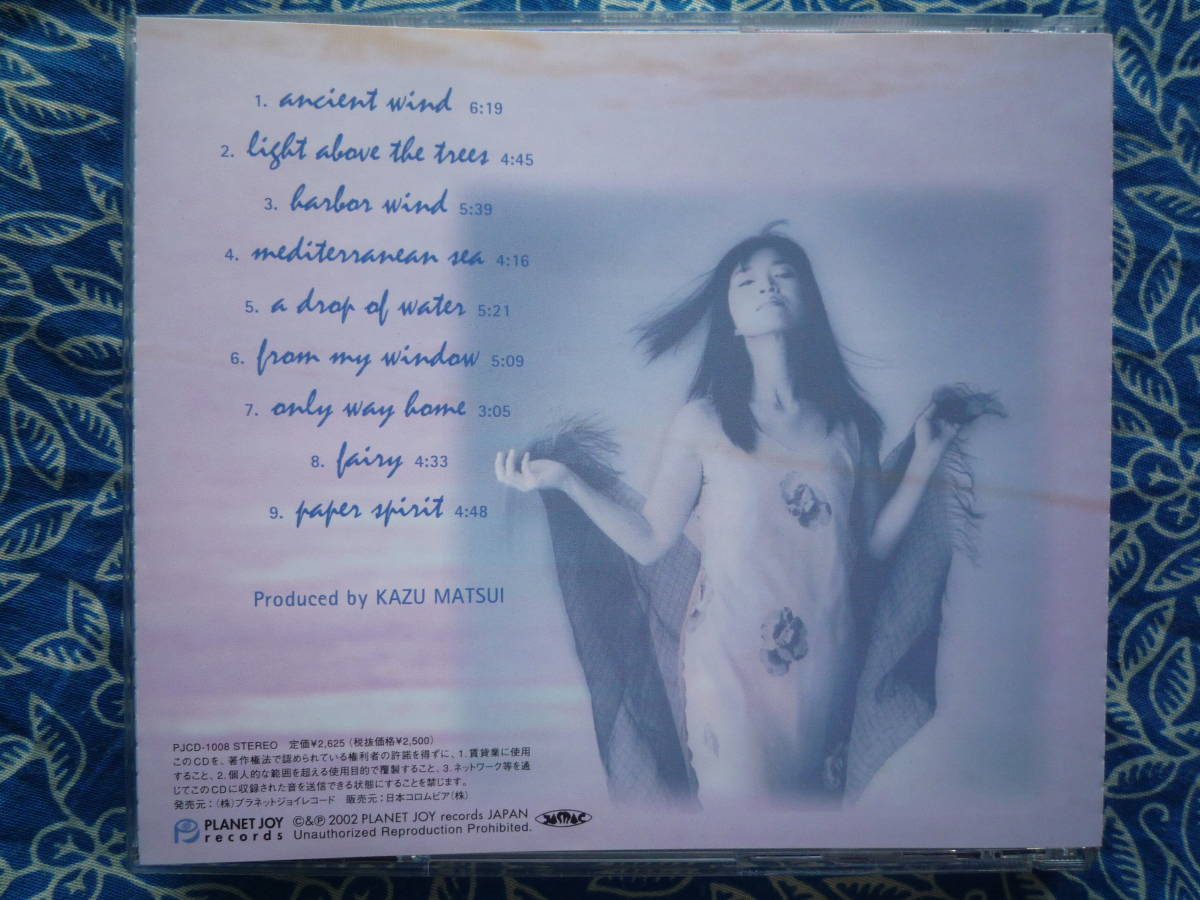 1. ancient wind 6:19
2. light above the trees 4:45
3. harbor wind 5:39
4. mediterranean sea 4:16
5. a drop of water 5:21
6. from my window 5:09
7. only way home 3:05
8. fairy 4:33
9. paper spirit 4:48
Produced by KAZU MATSUI
PJCD-1008 STEREO 定価¥2,625 (税抜価格¥2,500)
このCDを、著作権法で認められている権利者の許諾を得ずに、1.賃貸業に使用
すること、2.個人的な範囲を超える使用目的で複製すること、3.ネットワーク等を通
じてこのCDに収録された音を送信できる状態にすることを禁じます。
発売元:(株)プラネットジョイレコード 販売元:日本コロムビア(株)
PLANET JOY records
©&℗ 2002 PLANET JOY records JAPAN
Unauthorized Reproduction Prohibited.
JASRAC